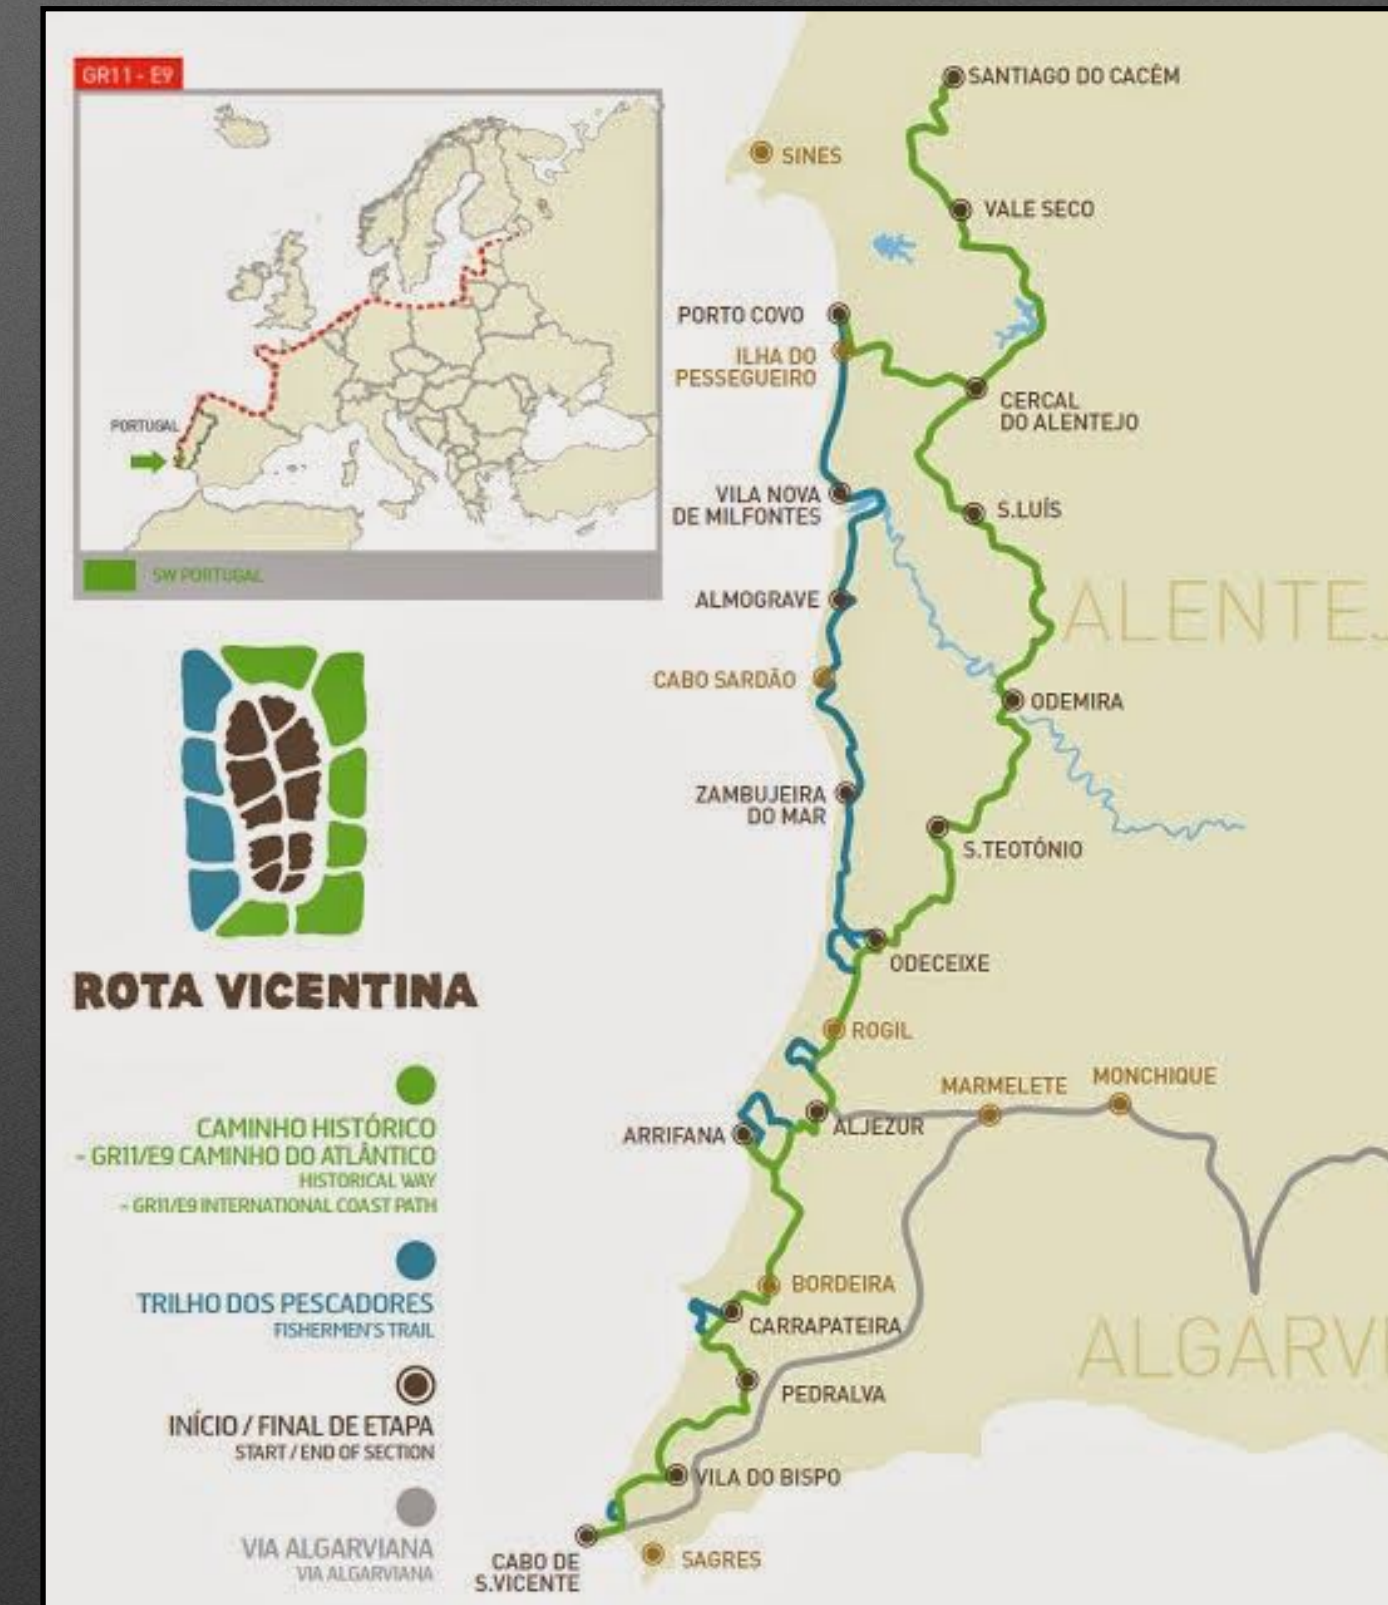 GR11 - E9
PORTUGAL
SW PORTUGAL
ROTA VICENTINA
CAMINHO HISTÓRICO
- GR11/E9 CAMINHO DO ATLÂNTICO
HISTORICAL WAY
- GR11/E9 INTERNATIONAL COAST PATH
TRILHO DOS PESCADORES
FISHERMEN'S TRAIL
INÍCIO / FINAL DE ETAPA
START / END OF SECTION
VIA ALGARVIANA
VIA ALGARVIANA
SANTIAGO DO CACÉM
SINES
VALE SECO
PORTO COVO
ILHA DO
PESSEGUEIRO
CERCAL
DO ALENTEJO
VILA NOVA
DE MILFONTES
S.LUÍS
ALMOGRAVE
ALENTEJ
CABO SARDÃO
ODEMIRA
ZAMBUJEIRA
DO MAR
S.TEOTÓNIO
ODECEIXE
ROGIL
MARMELETE
MONCHIQUE
ARRIFANA
ALJEZUR
BORDEIRA
CARRAPATEIRA
ALGARVI
PEDRALVA
VILA DO BISPO
CABO DE
S.VICENTE
SAGRES